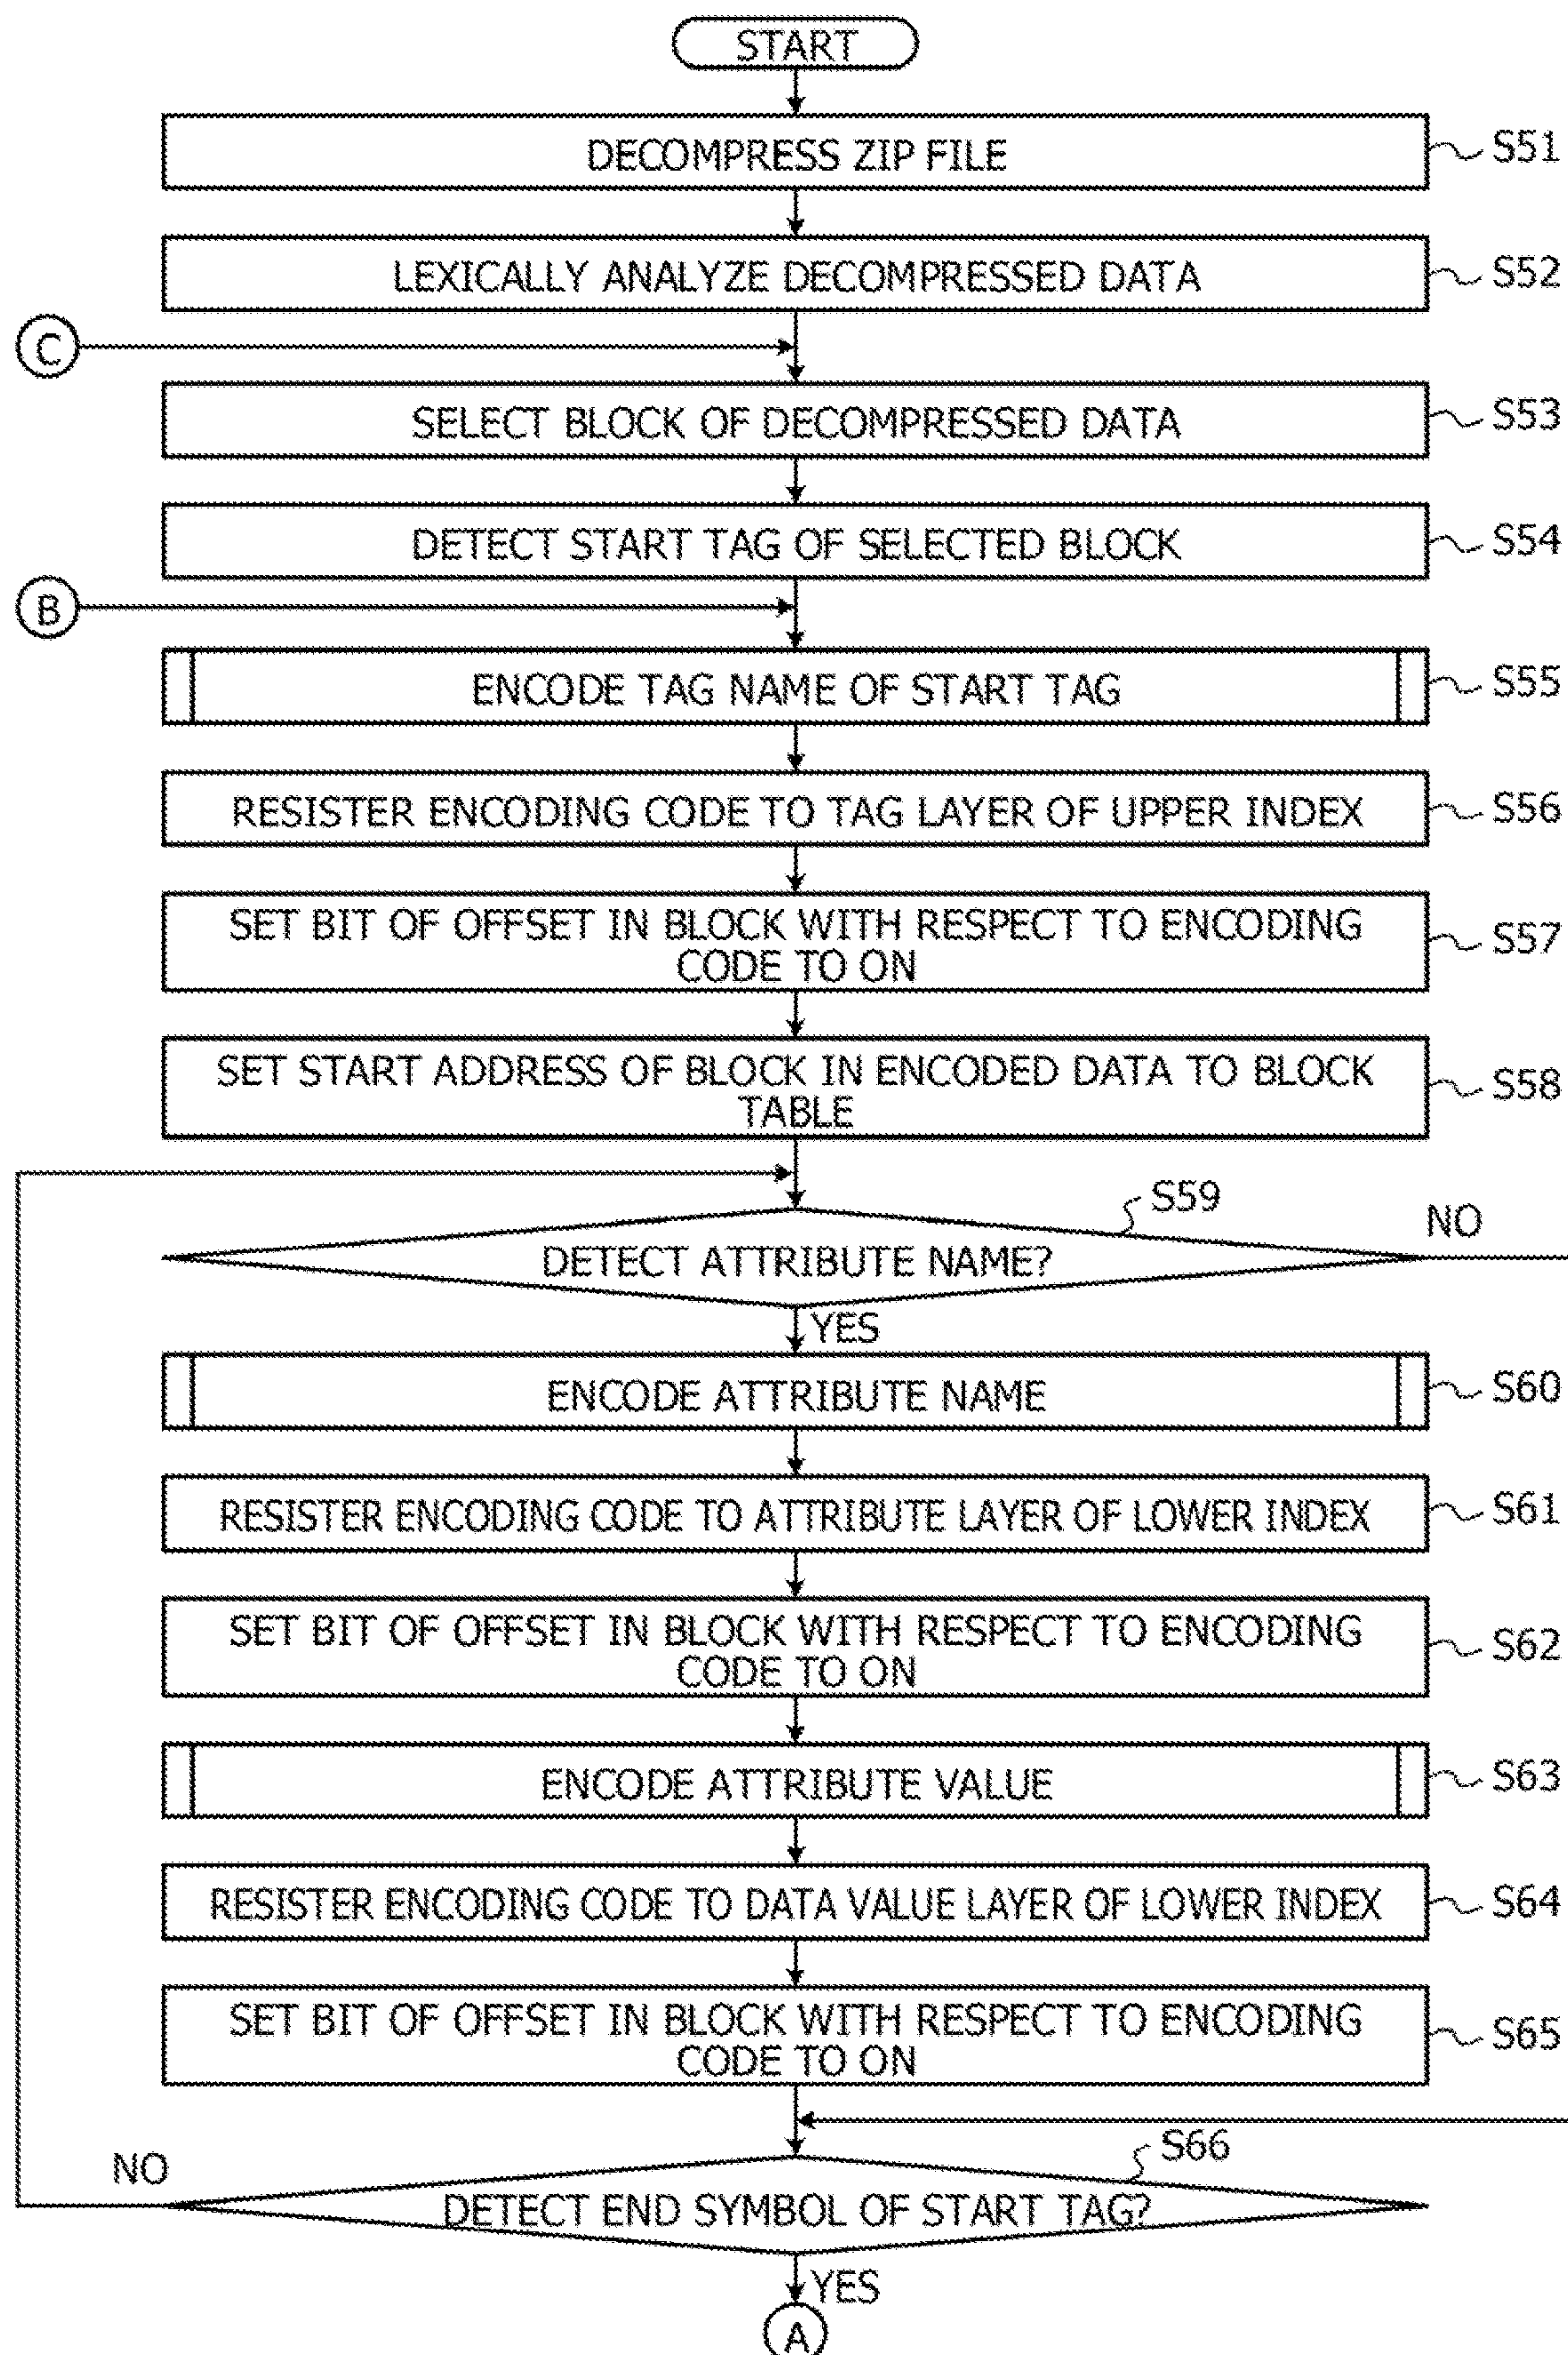 START
DECOMPRESS ZIP FILE
S51
LEXICALLY ANALYZE DECOMPRESSED DATA
S52
C
SELECT BLOCK OF DECOMPRESSED DATA
S53
DETECT START TAG OF SELECTED BLOCK
S54
B
ENCODE TAG NAME OF START TAG
S55
RESISTER ENCODING CODE TO TAG LAYER OF UPPER INDEX
S56
SET BIT OF OFFSET IN BLOCK WITH RESPECT TO ENCODING
CODE TO ON
S57
SET START ADDRESS OF BLOCK IN ENCODED DATA TO BLOCK
TABLE
S58
S59
NO
DETECT ATTRIBUTE NAME?
YES
ENCODE ATTRIBUTE NAME
S60
RESISTER ENCODING CODE TO ATTRIBUTE LAYER OF LOWER INDEX
S61
SET BIT OF OFFSET IN BLOCK WITH RESPECT TO ENCODING
CODE TO ON
S62
ENCODE ATTRIBUTE VALUE
S63
RESISTER ENCODING CODE TO DATA VALUE LAYER OF LOWER INDEX
S64
SET BIT OF OFFSET IN BLOCK WITH RESPECT TO ENCODING
CODE TO ON
S65
S66
NO
DETECT END SYMBOL OF START TAG?
YES
A